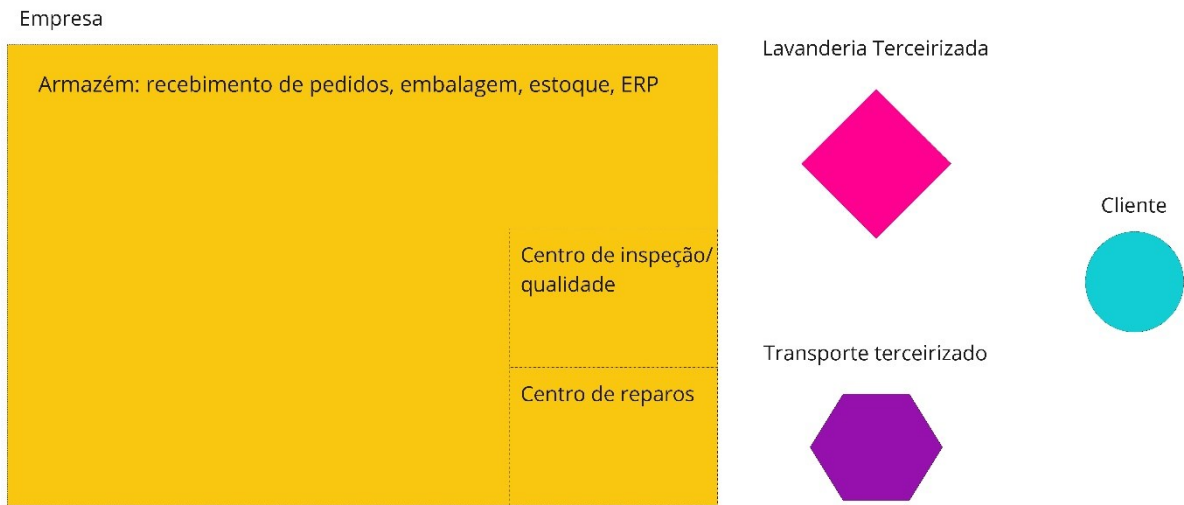 Empresa
Armazém: recebimento de pedidos, embalagem, estoque, ERP
Lavanderia Terceirizada
Cliente
Centro de inspeção/
qualidade
Transporte terceirizado
Centro de reparos